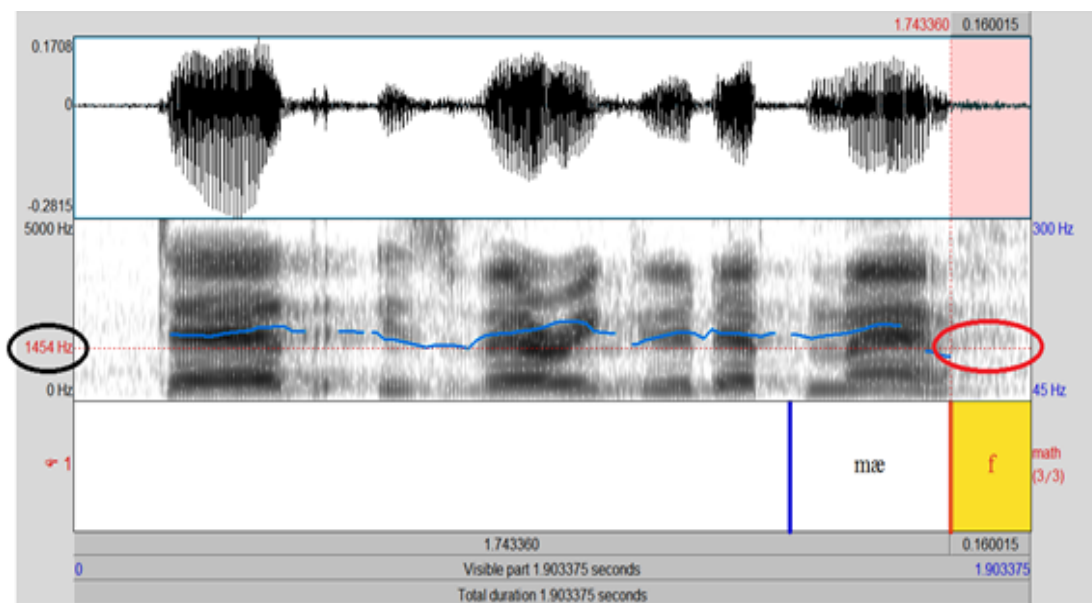 1.743360 0.160015
0.1708
0
-0.2815
5000 Hz 300 Hz
1454 Hz
0 Hz 45 Hz
☞ 1 mæ f math
(3/3)
1.743360 0.160015
0 Visible part 1.903375 seconds 1.903375
Total duration 1.903375 seconds